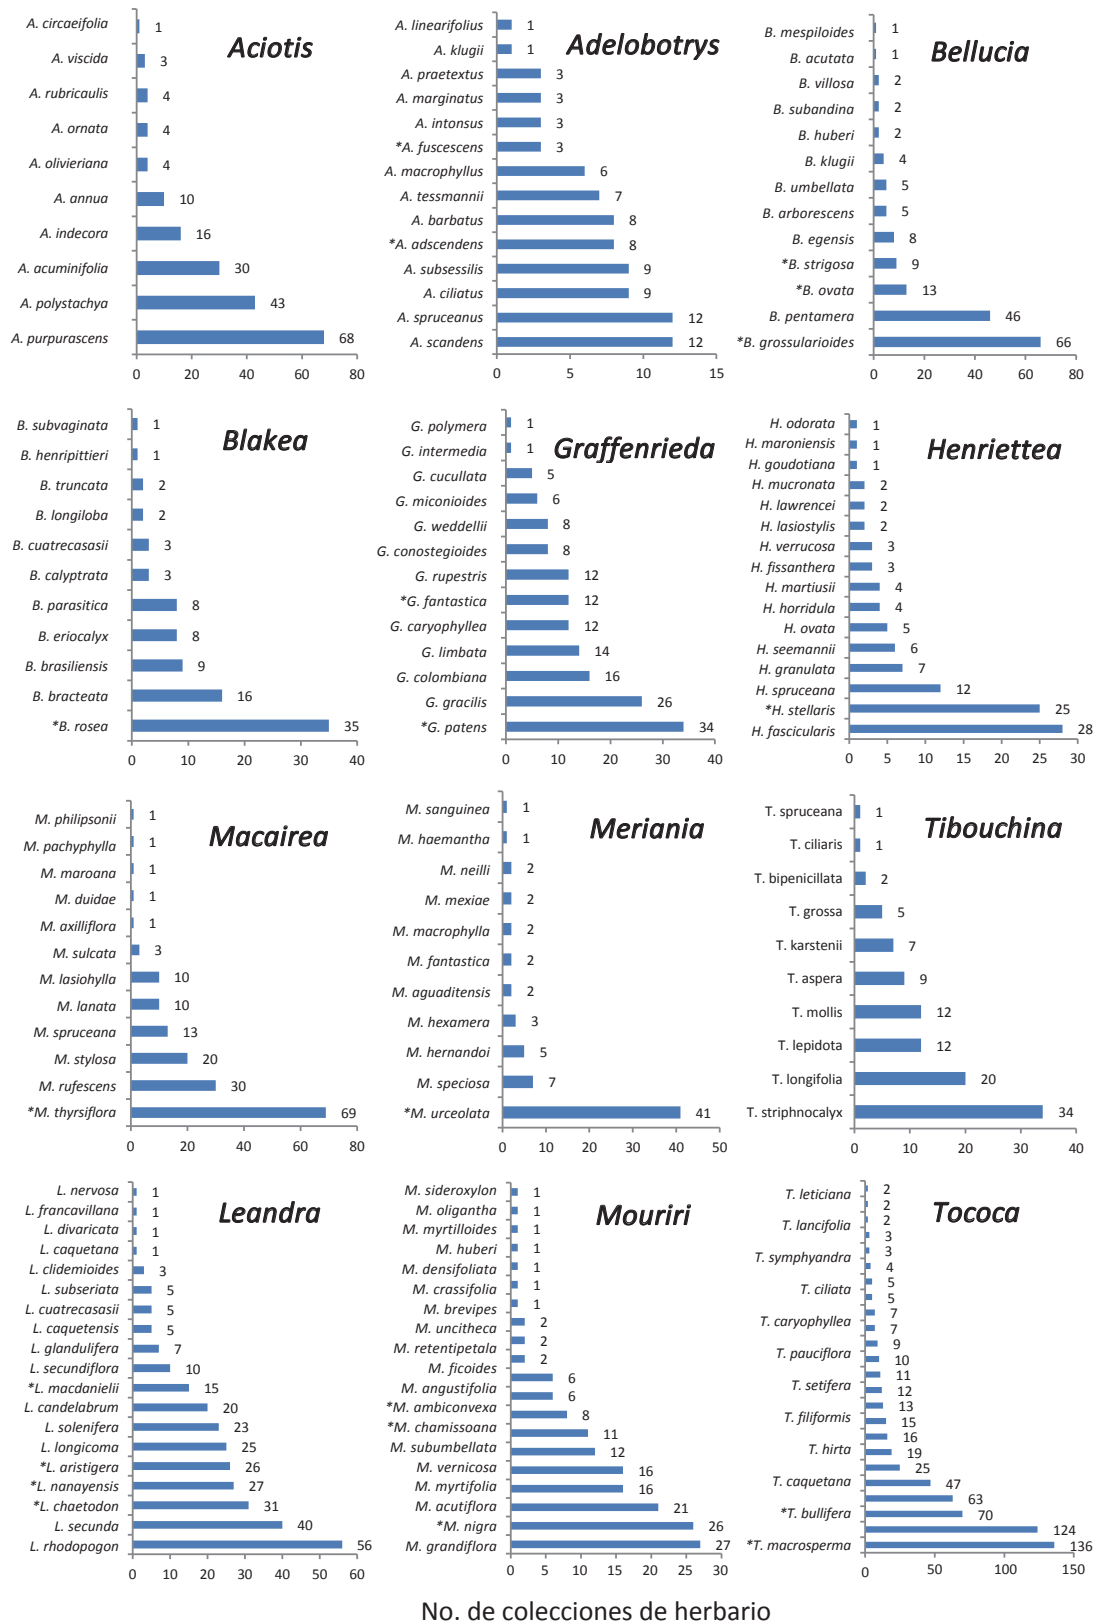 Aciotis
A. circaeifolia 1
A. viscida 3
A. rubricaulis 4
A. ornata 4
A. olivieriana 4
A. annua 10
A. indecora 16
A. acuminifolia 30
A. polystachya 43
A. purpurascens 68
0 20 40 60 80
Adelobotrys
A. linearifolius 1
A. klugii 1
A. praetextus 3
A. marginatus 3
A. intonsus 3
*A. fuscescens 3
A. macrophyllus 6
A. tessmannii 7
A. barbatus 8
*A. adscendens 8
A. subsessilis 9
A. ciliatus 9
A. spruceanus 12
A. scandens 12
0 5 10 15
Bellucia
B. mespiloides 1
B. acutata 1
B. villosa 2
B. subandina 2
B. huberi 2
B. klugii 4
B. umbellata 5
B. arborescens 5
B. egensis 8
*B. strigosa 9
*B. ovata 13
B. pentamera 46
*B. grossularioides 66
0 20 40 60 80
Blakea
B. subvaginata 1
B. henripittieri 1
B. truncata 2
B. longiloba 2
B. cuatrecasasii 3
B. calyptrata 3
B. parasitica 8
B. eriocalyx 8
B. brasiliensis 9
B. bracteata 16
*B. rosea 35
0 10 20 30 40
Graffenrieda
G. polymera 1
G. intermedia 1
G. cucullata 5
G. miconioides 6
G. weddellii 8
G. conostegioides 8
G. rupestris 12
*G. fantastica 12
G. caryophyllea 12
G. limbata 14
G. colombiana 16
G. gracilis 26
*G. patens 34
0 10 20 30 40
Henriettea
H. odorata 1
H. maroniensis 1
H. goudotiana 1
H. mucronata 2
H. lawrencei 2
H. lasiostylis 2
H. verrucosa 3
H. fissanthera 3
H. martiusii 4
H. horridula 4
H. ovata 5
H. seemannii 6
H. granulata 7
H. spruceana 12
*H. stellaris 25
H. fascicularis 28
0 5 10 15 20 25 30
Macairea
M. philipsonii 1
M. pachyphylla 1
M. maroana 1
M. duidae 1
M. axilliflora 1
M. sulcata 3
M. lasiohylla 10
M. lanata 10
M. spruceana 13
M. stylosa 20
M. rufescens 30
*M. thyrsiflora 69
0 20 40 60 80
Meriania
M. sanguinea 1
M. haemantha 1
M. neilli 2
M. mexiae 2
M. macrophylla 2
M. fantastica 2
M. aguaditensis 2
M. hexamera 3
M. hernandoi 5
M. speciosa 7
*M. urceolata 41
0 10 20 30 40 50
Tibouchina
T. spruceana 1
T. ciliaris 1
T. bipenicillata 2
T. grossa 5
T. karstenii 7
T. aspera 9
T. mollis 12
T. lepidota 12
T. longifolia 20
T. striphnocalyx 34
0 10 20 30 40
Leandra
L. nervosa 1
L. francavillana 1
L. divaricata 1
L. caquetana 1
L. clidemioides 3
L. subseriata 5
L. cuatrecasasii 5
L. caquetensis 5
L. glandulifera 7
L. secundiflora 10
*L. macdanielii 15
L. candelabrum 20
L. solenifera 23
L. longicoma 25
*L. aristigera 26
*L. nanayensis 27
*L. chaetodon 31
L. secunda 40
L. rhodopogon 56
0 10 20 30 40 50 60
Mouriri
M. sideroxylon 1
M. oligantha 1
M. myrtilloides 1
M. huberi 1
M. densifoliata 1
M. crassifolia 1
M. brevipes 1
M. uncitheca 2
2
M. retentipetala 2
M. ficoides
6
M. angustifolia 6
*M. ambiconvexa 8
*M. chamissoana 11
M. subumbellata 12
M. vernicosa 16
M. myrtifolia 16
M. acutiflora 21
*M. nigra 26
M. grandiflora 27
0 5 10 15 20 25 30
Tococa
T. leticiana 2
2
T. lancifolia 2
3
T. symphyandra 3
4
T. ciliata 5
5
7
T. caryophyllea 7
9
T. pauciflora 10
11
T. setifera 12
13
T. filiformis 15
16
T. hirta 19
25
T. caquetana 47
63
*T. bullifera 70
124
*T. macrosperma 136
0 50 100 150
No. de colecciones de herbario